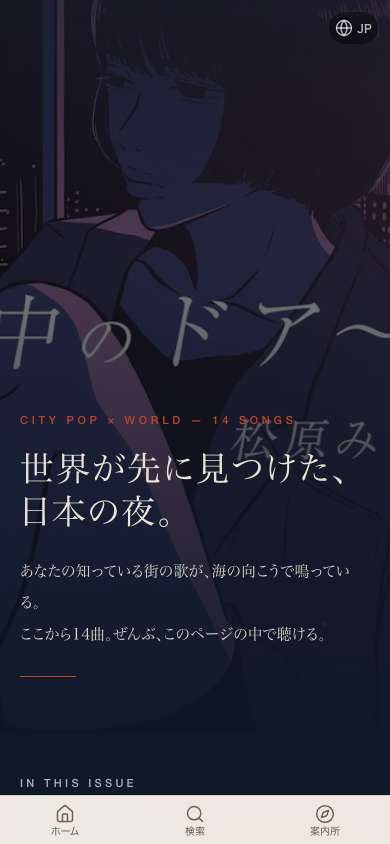 JP
中のドア〜
CITY POP × WORLD — 14 SONGS
松原み
世界が先に見つけた、
日本の夜。
あなたの知っている街の歌が、海の向こうで鳴ってい
る。
ここから14曲。ぜんぶ、このページの中で聴ける。
IN THIS ISSUE
ホーム
検索
案内所